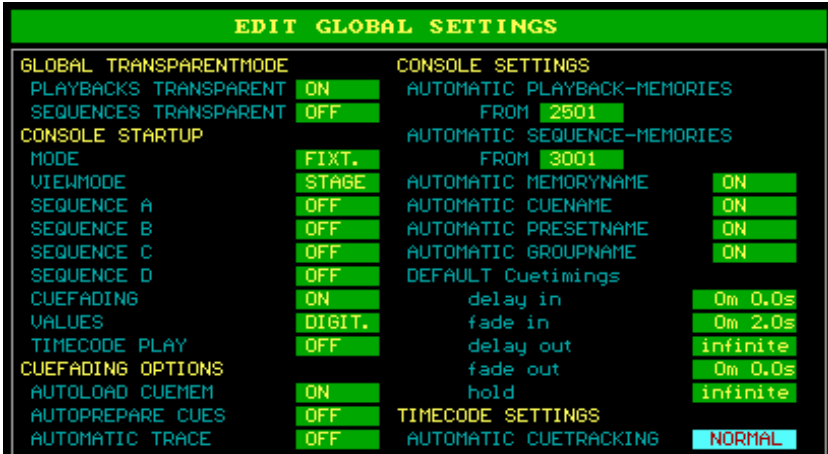 EDIT GLOBAL SETTINGS
GLOBAL TRANSPARENTMODE
PLAYBACKS TRANSPARENT ON
SEQUENCES TRANSPARENT OFF
CONSOLE STARTUP
MODE FIXT.
VIEWMODE STAGE
SEQUENCE A OFF
SEQUENCE B OFF
SEQUENCE C OFF
SEQUENCE D OFF
CUEFADING ON
VALUES DIGIT.
TIMECODE PLAY OFF
CUEFADING OPTIONS
AUTOLOAD CUEMEM ON
AUTOPREPARE CUES OFF
AUTOMATIC TRACE OFF
CONSOLE SETTINGS
AUTOMATIC PLAYBACK-MEMORIES
FROM 2501
AUTOMATIC SEQUENCE-MEMORIES
FROM 3001
AUTOMATIC MEMORYNAME ON
AUTOMATIC CUENAME ON
AUTOMATIC PRESETNAME ON
AUTOMATIC GROUPNAME ON
DEFAULT Cuetimings
delay in 0m 0.0s
fade in 0m 2.0s
delay out infinite
fade out 0m 0.0s
hold infinite
TIMECODE SETTINGS
AUTOMATIC CUETRACKING NORMAL